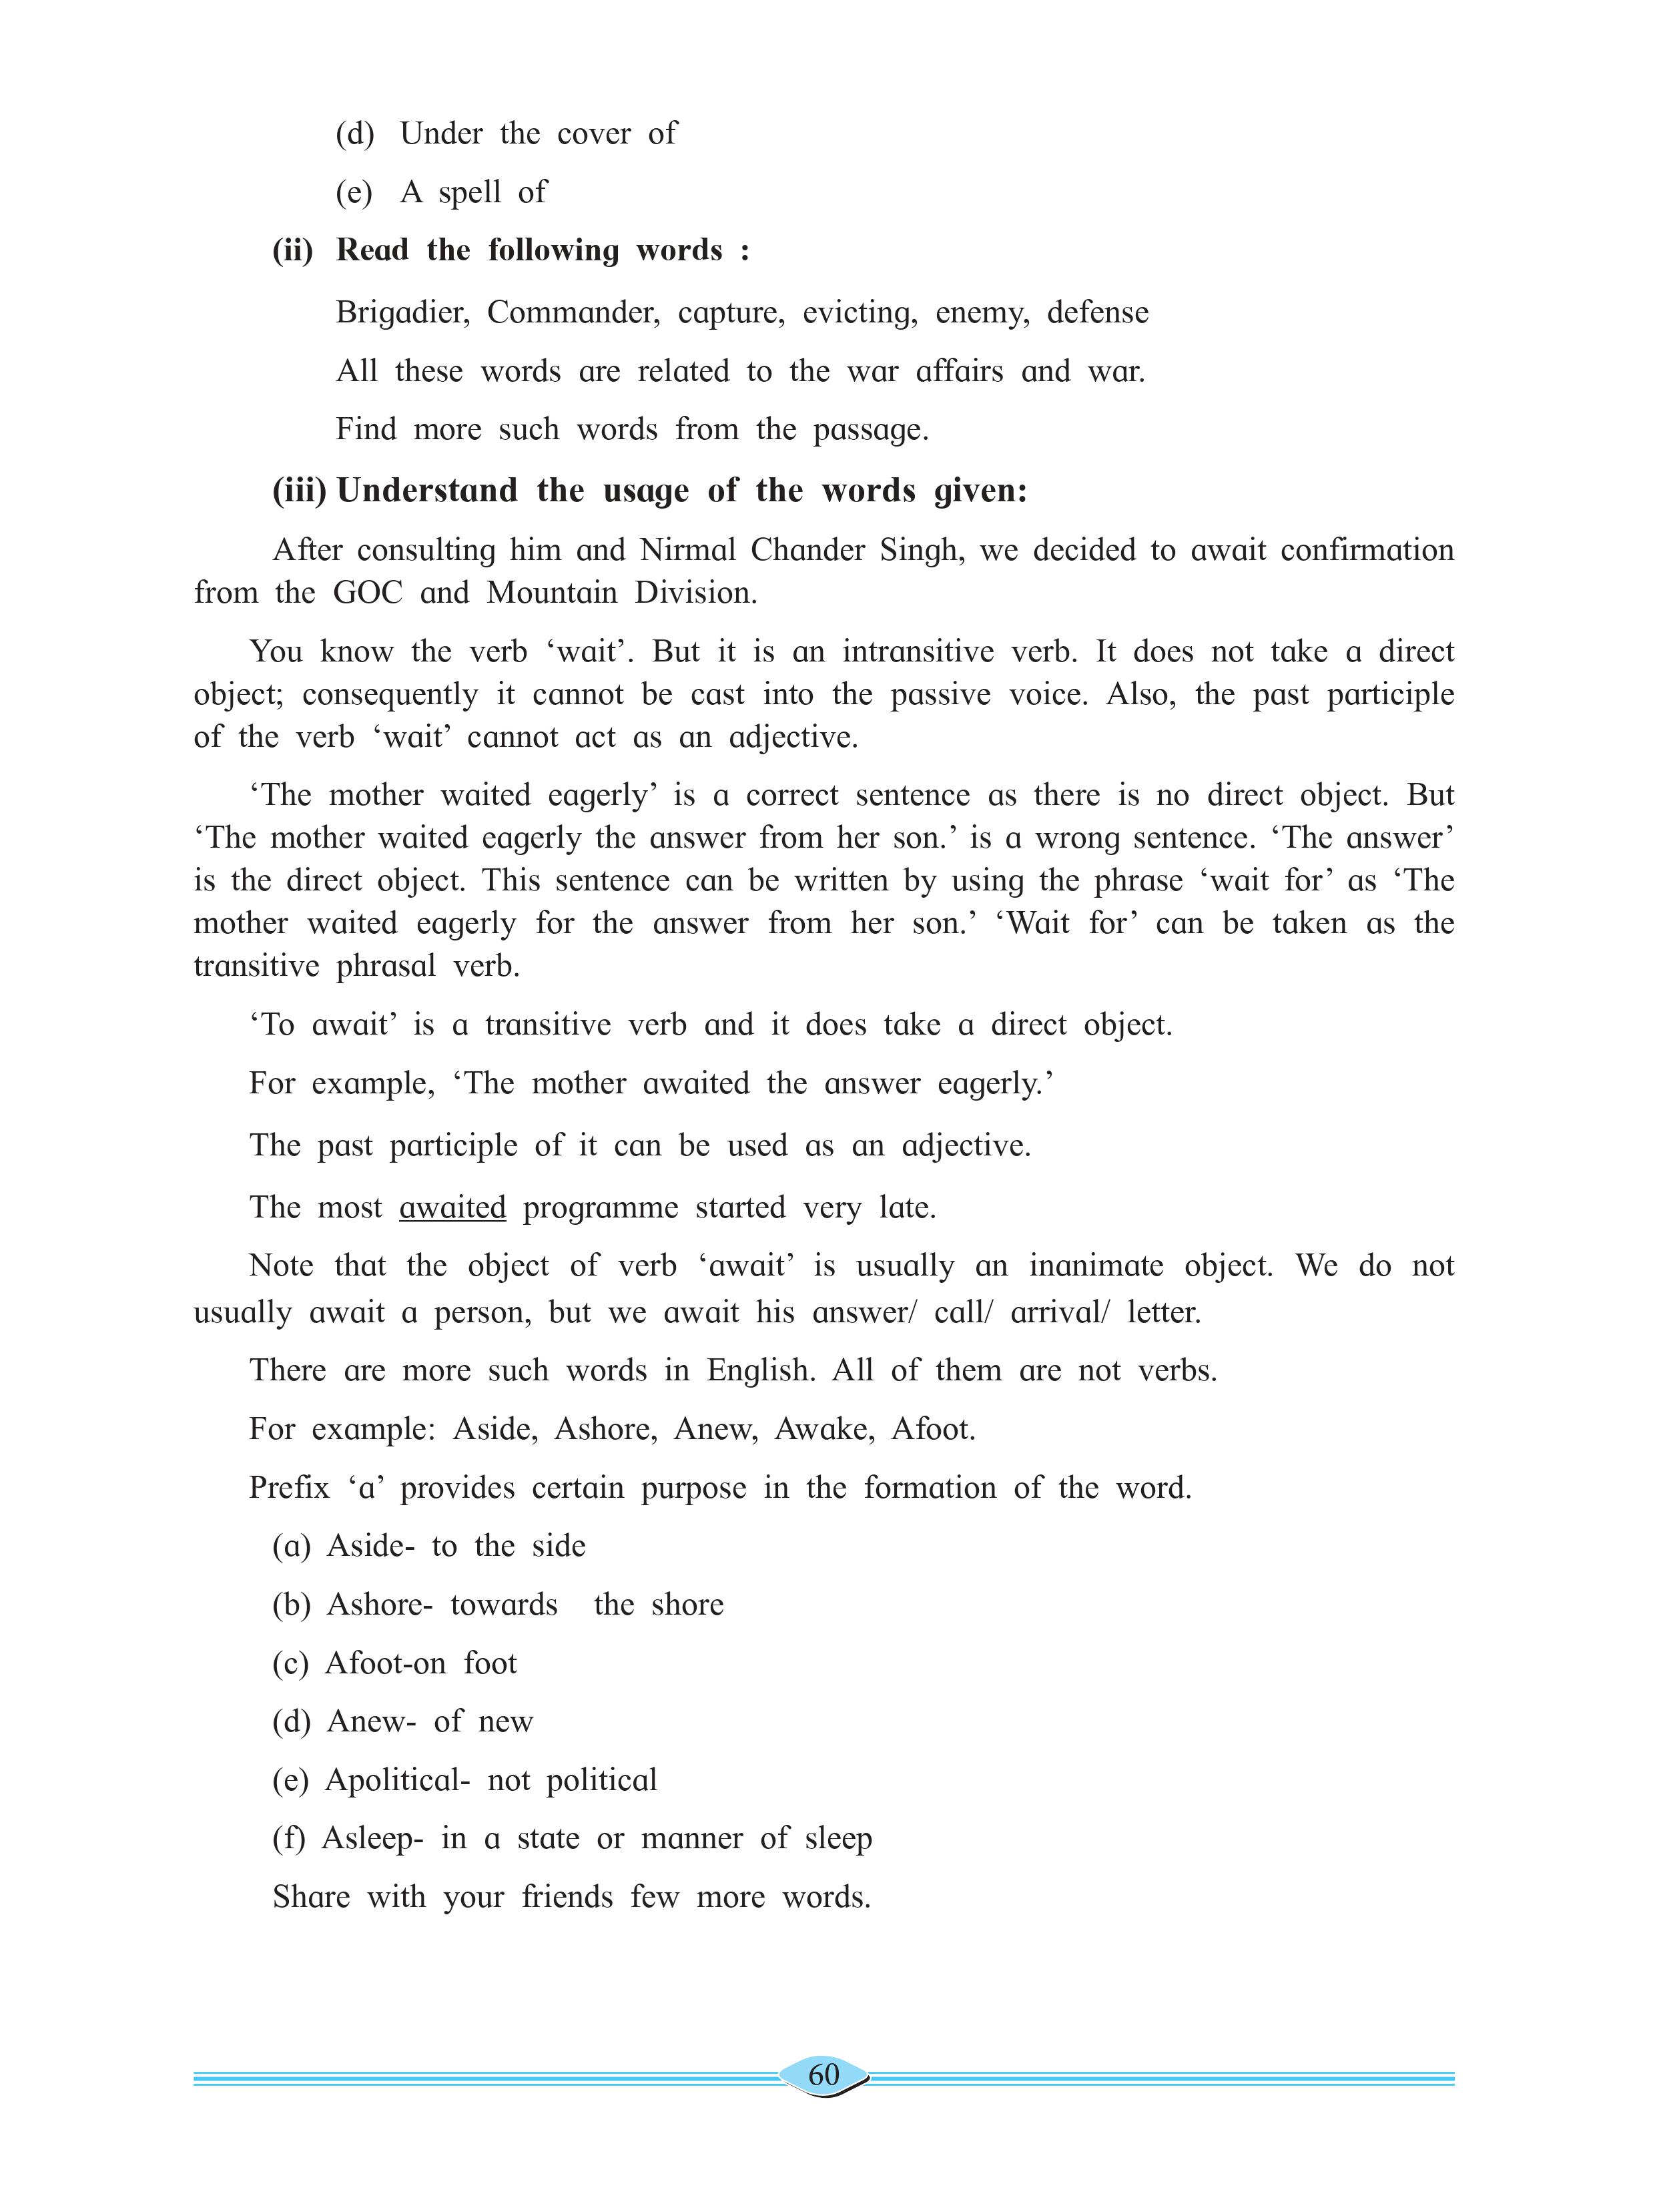 (d) Under the cover of
(e) A spell of
(ii) Read the following words :
Brigadier, Commander, capture, evicting, enemy, defense
All these words are related to the war affairs and war.
Find more such words from the passage.
(iii) Understand the usage of the words given:
After consulting him and Nirmal Chander Singh, we decided to await confirmation
from the GOC and Mountain Division.
You know the verb ‘wait’. But it is an intransitive verb. It does not take a direct
object; consequently it cannot be cast into the passive voice. Also, the past participle
of the verb ‘wait’ cannot act as an adjective.
‘The mother waited eagerly’ is a correct sentence as there is no direct object. But
‘The mother waited eagerly the answer from her son.’ is a wrong sentence. ‘The answer’
is the direct object. This sentence can be written by using the phrase ‘wait for’ as ‘The
mother waited eagerly for the answer from her son.’ ‘Wait for’ can be taken as the
transitive phrasal verb.
‘To await’ is a transitive verb and it does take a direct object.
For example, ‘The mother awaited the answer eagerly.’
The past participle of it can be used as an adjective.
The most awaited programme started very late.
Note that the object of verb ‘await’ is usually an inanimate object. We do not
usually await a person, but we await his answer/ call/ arrival/ letter.
There are more such words in English. All of them are not verbs.
For example: Aside, Ashore, Anew, Awake, Afoot.
Prefix ‘a’ provides certain purpose in the formation of the word.
(a) Aside- to the side
(b) Ashore- towards the shore
(c) Afoot-on foot
(d) Anew- of new
(e) Apolitical- not political
(f) Asleep- in a state or manner of sleep
Share with your friends few more words.
60